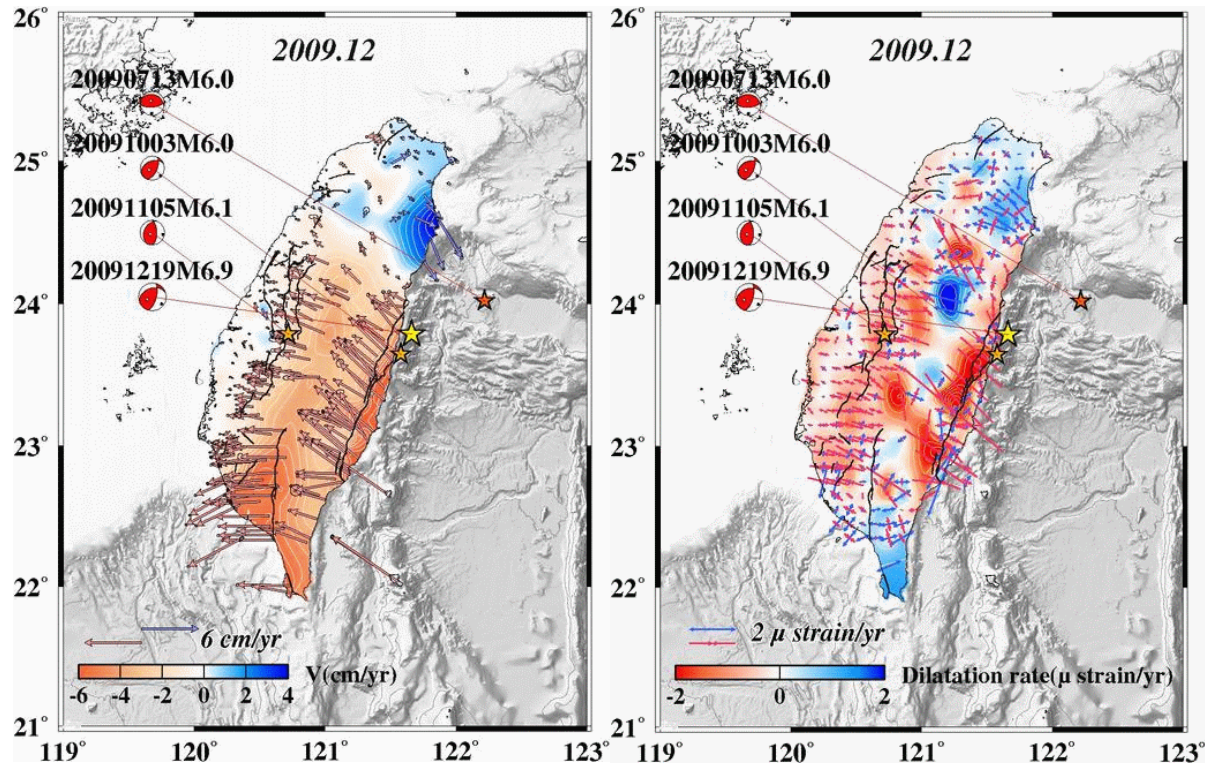 2009.12
20090713M6.0
20091003M6.0
20091105M6.1
20091219M6.9
26°
25°
24°
23°
22°
21°
6 cm/yr
V(cm/yr)
-6 -4 -2 0 2 4
119° 120° 121° 122° 123°
2009.12
20090713M6.0
20091003M6.0
20091105M6.1
20091219M6.9
26°
25°
24°
23°
22°
21°
2 μ strain/yr
Dilatation rate(μ strain/yr)
-2 0 2
119° 120° 121° 122° 123°